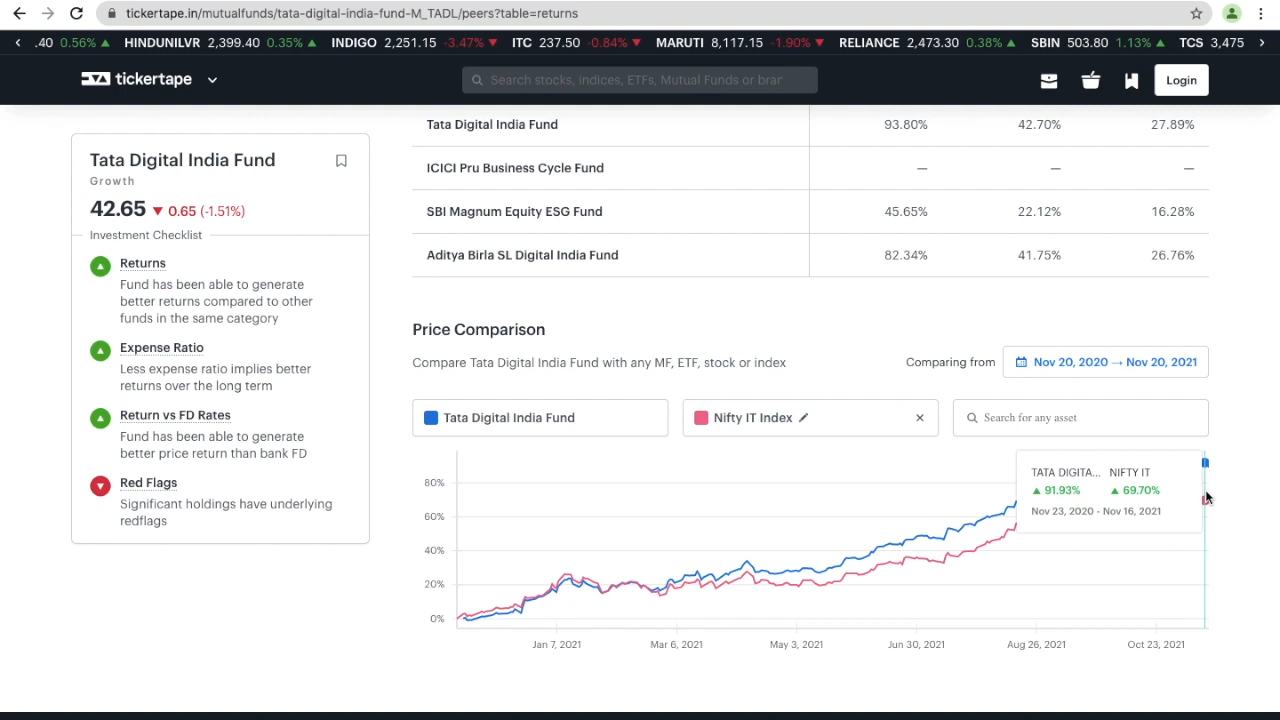 tickertape.in/mutualfunds/tata-digital-india-fund-M_TADL/peers?table=returns
.40 0.56% ▲ HINDUNILVR 2,399.40 0.35% ▲ INDIGO 2,251.15 -3.47% ▼ ITC 237.50 -0.84% ▼ MARUTI 8,117.15 -1.90% ▼ RELIANCE 2,473.30 0.38% ▲ SBIN 503.80 1.13% ▲ TCS 3,475
tickertape
Search stocks, indices, ETFs, Mutual Funds or brar
Login
Tata Digital India Fund
Growth
42.65 ▼ 0.65 (-1.51%)
Investment Checklist
Returns
Fund has been able to generate
better returns compared to other
funds in the same category
Expense Ratio
Less expense ratio implies better
returns over the long term
Return vs FD Rates
Fund has been able to generate
better price return than bank FD
Red Flags
Significant holdings have underlying
redflags
Tata Digital India Fund 93.80% 42.70% 27.89%
ICICI Pru Business Cycle Fund — — —
SBI Magnum Equity ESG Fund 45.65% 22.12% 16.28%
Aditya Birla SL Digital India Fund 82.34% 41.75% 26.76%
Price Comparison
Compare Tata Digital India Fund with any MF, ETF, stock or index
Comparing from Nov 20, 2020 → Nov 20, 2021
Tata Digital India Fund
Nifty IT Index
Search for any asset
TATA DIGITA... NIFTY IT
▲ 91.93% ▲ 69.70%
Nov 23, 2020 - Nov 16, 2021
80%
60%
40%
20%
0%
Jan 7, 2021 Mar 6, 2021 May 3, 2021 Jun 30, 2021 Aug 26, 2021 Oct 23, 2021